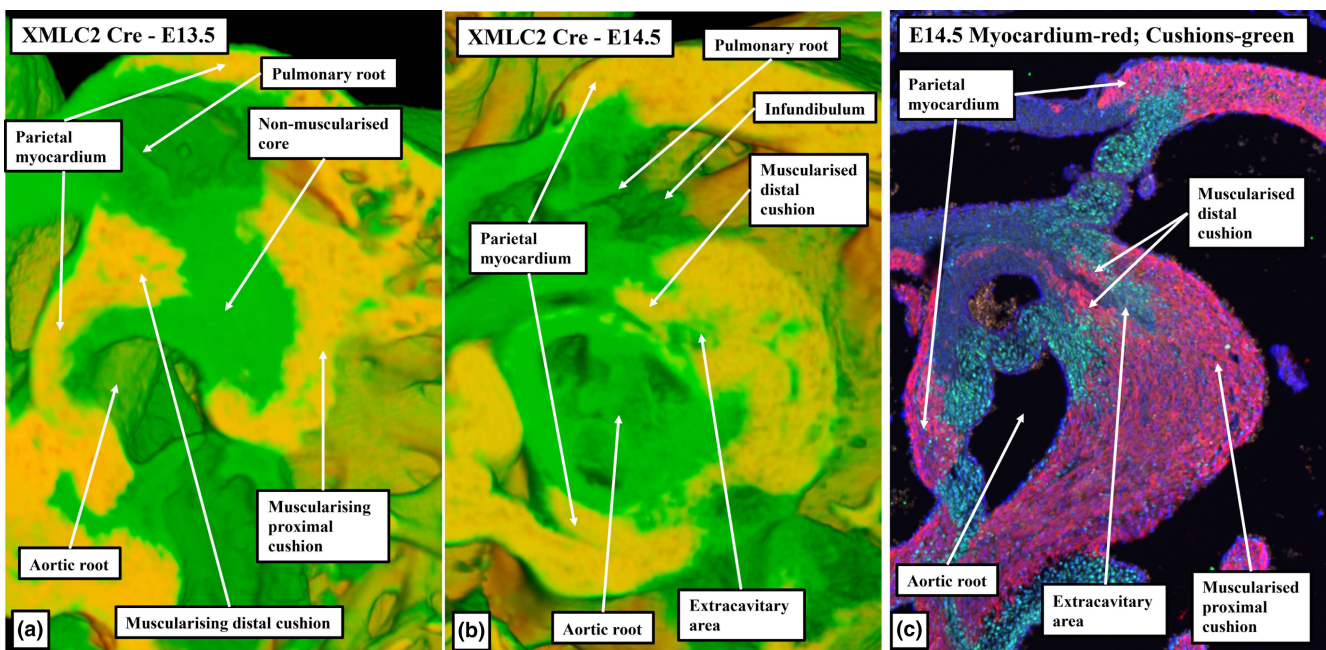 XMLC2 Cre - E13.5
Pulmonary root
Parietal
myocardium
Non-muscularised
core
Muscularising
proximal
cushion
Aortic root
Muscularising distal cushion
(a)
XMLC2 Cre - E14.5
Pulmonary root
Infundibulum
Muscularised
distal
cushion
Parietal
myocardium
Extracavitary
area
Aortic root
(b)
E14.5 Myocardium-red; Cushions-green
Parietal
myocardium
Muscularised
distal
cushion
Aortic root
Extracavitary
area
Muscularised
proximal
cushion
(c)